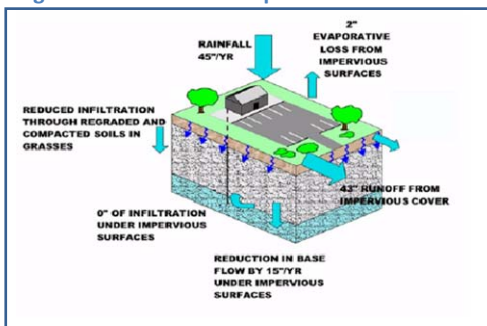 RAINFALL
45"/YR
2"
EVAPORATIVE
LOSS FROM
IMPERVIOUS
SURFACES
REDUCED INFILTRATION
THROUGH REGRADED AND
COMPACTED SOILS IN
GRASSES
43" RUNOFF FROM
IMPERVIOUS COVER
0" OF INFILTRATION
UNDER IMPERVIOUS
SURFACES
REDUCTION IN BASE
FLOW BY 15"/YR
UNDER IMPERVIOUS
SURFACES